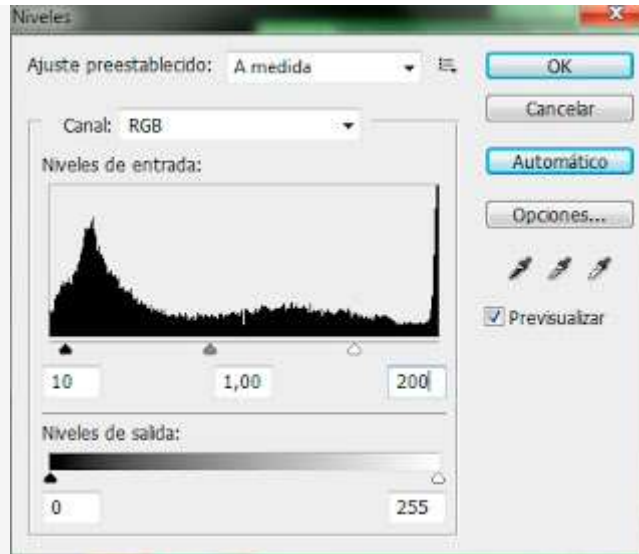 Niveles
Ajuste preestablecido: A medida
OK
Cancelar
Canal: RGB
Automático
Niveles de entrada:
Opciones...
Previsualizar
10 1,00 200
Niveles de salida:
0 255